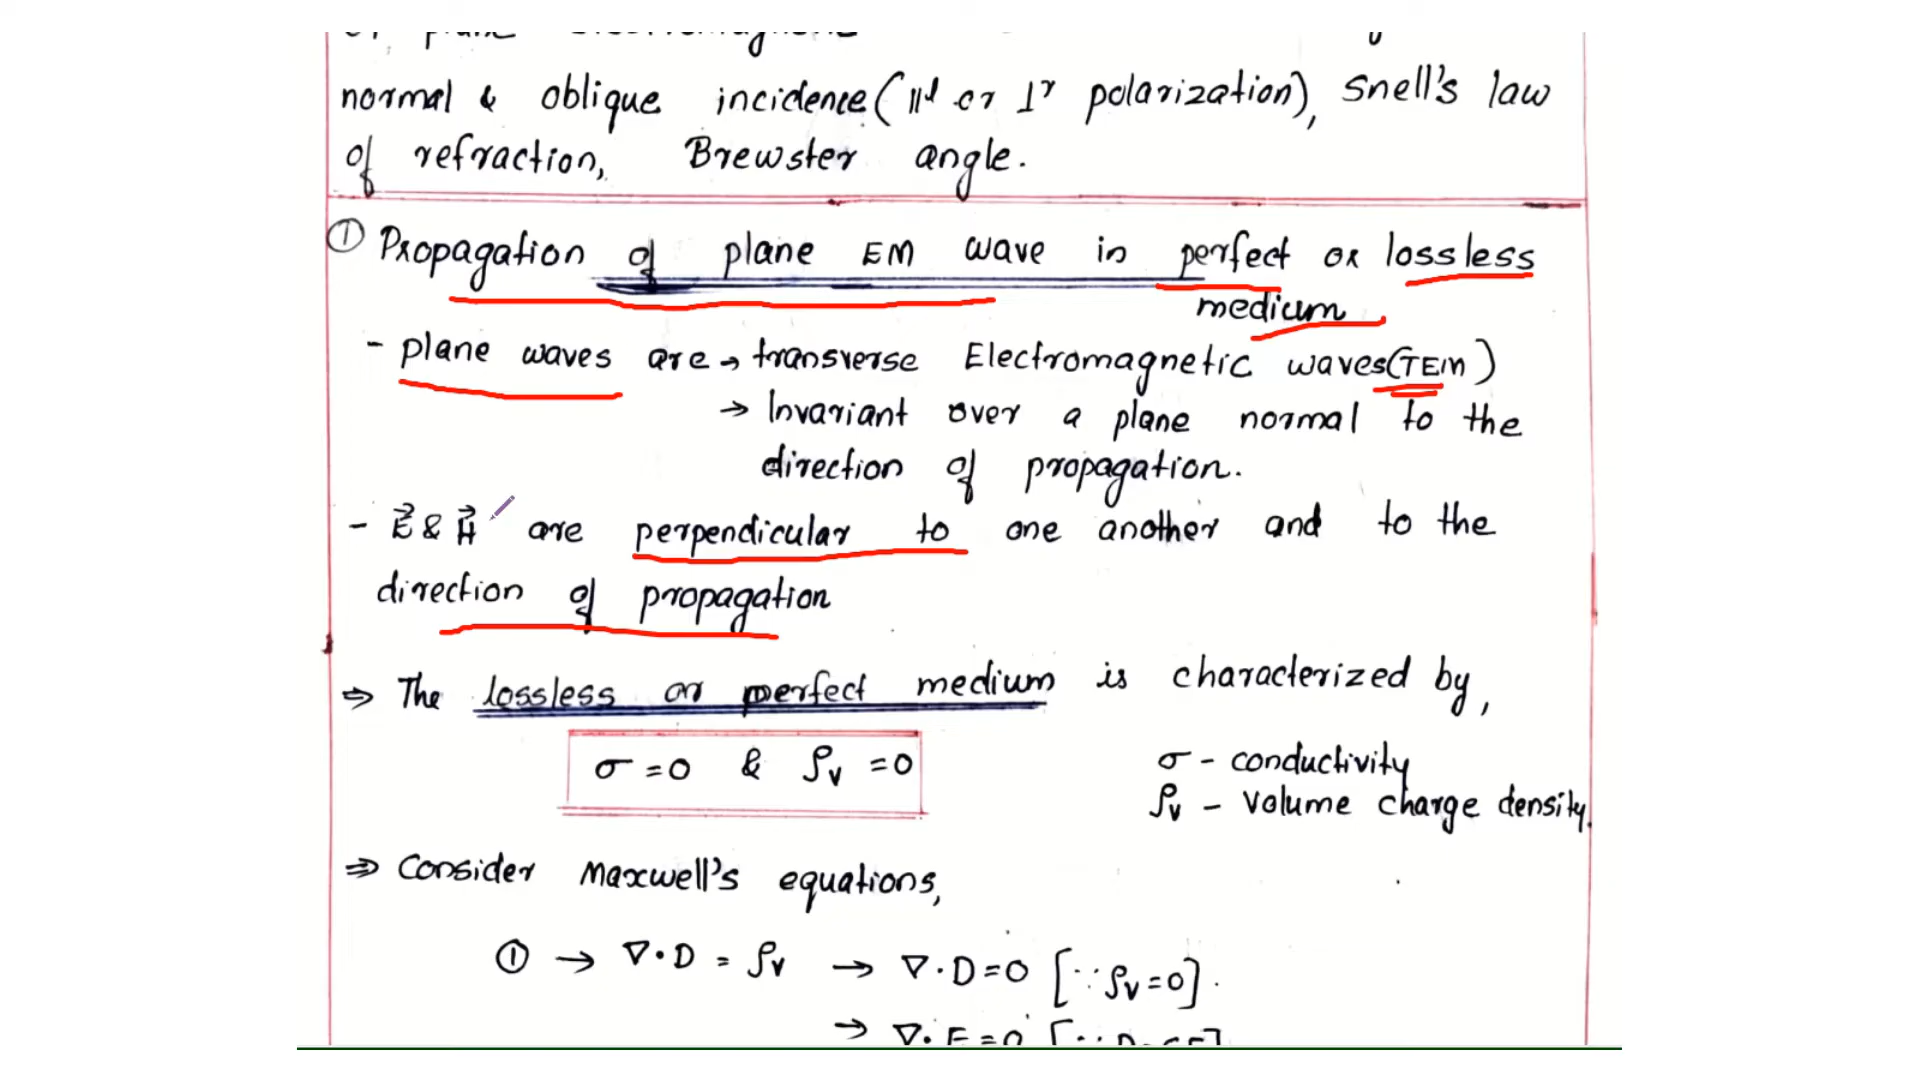 normal & oblique incidence (11ᵈ or ⊥ʳ polarization), Snell's law
of refraction, Brewster angle.
① Propagation of plane EM wave in perfect or lossless
medium
- plane waves are → transverse Electromagnetic waves (TEM)
→ Invariant over a plane normal to the
direction of propagation.
- E⃗ & H⃗ are perpendicular to one another and to the
direction of propagation
⇒ The lossless or perfect medium is characterized by,
σ = 0 & ρv = 0
σ - conductivity
ρv - volume charge density.
⇒ Consider Maxwell's equations,
① → ∇·D = ρv → ∇·D = 0 [∵ ρv = 0].
→ ∇·E = 0